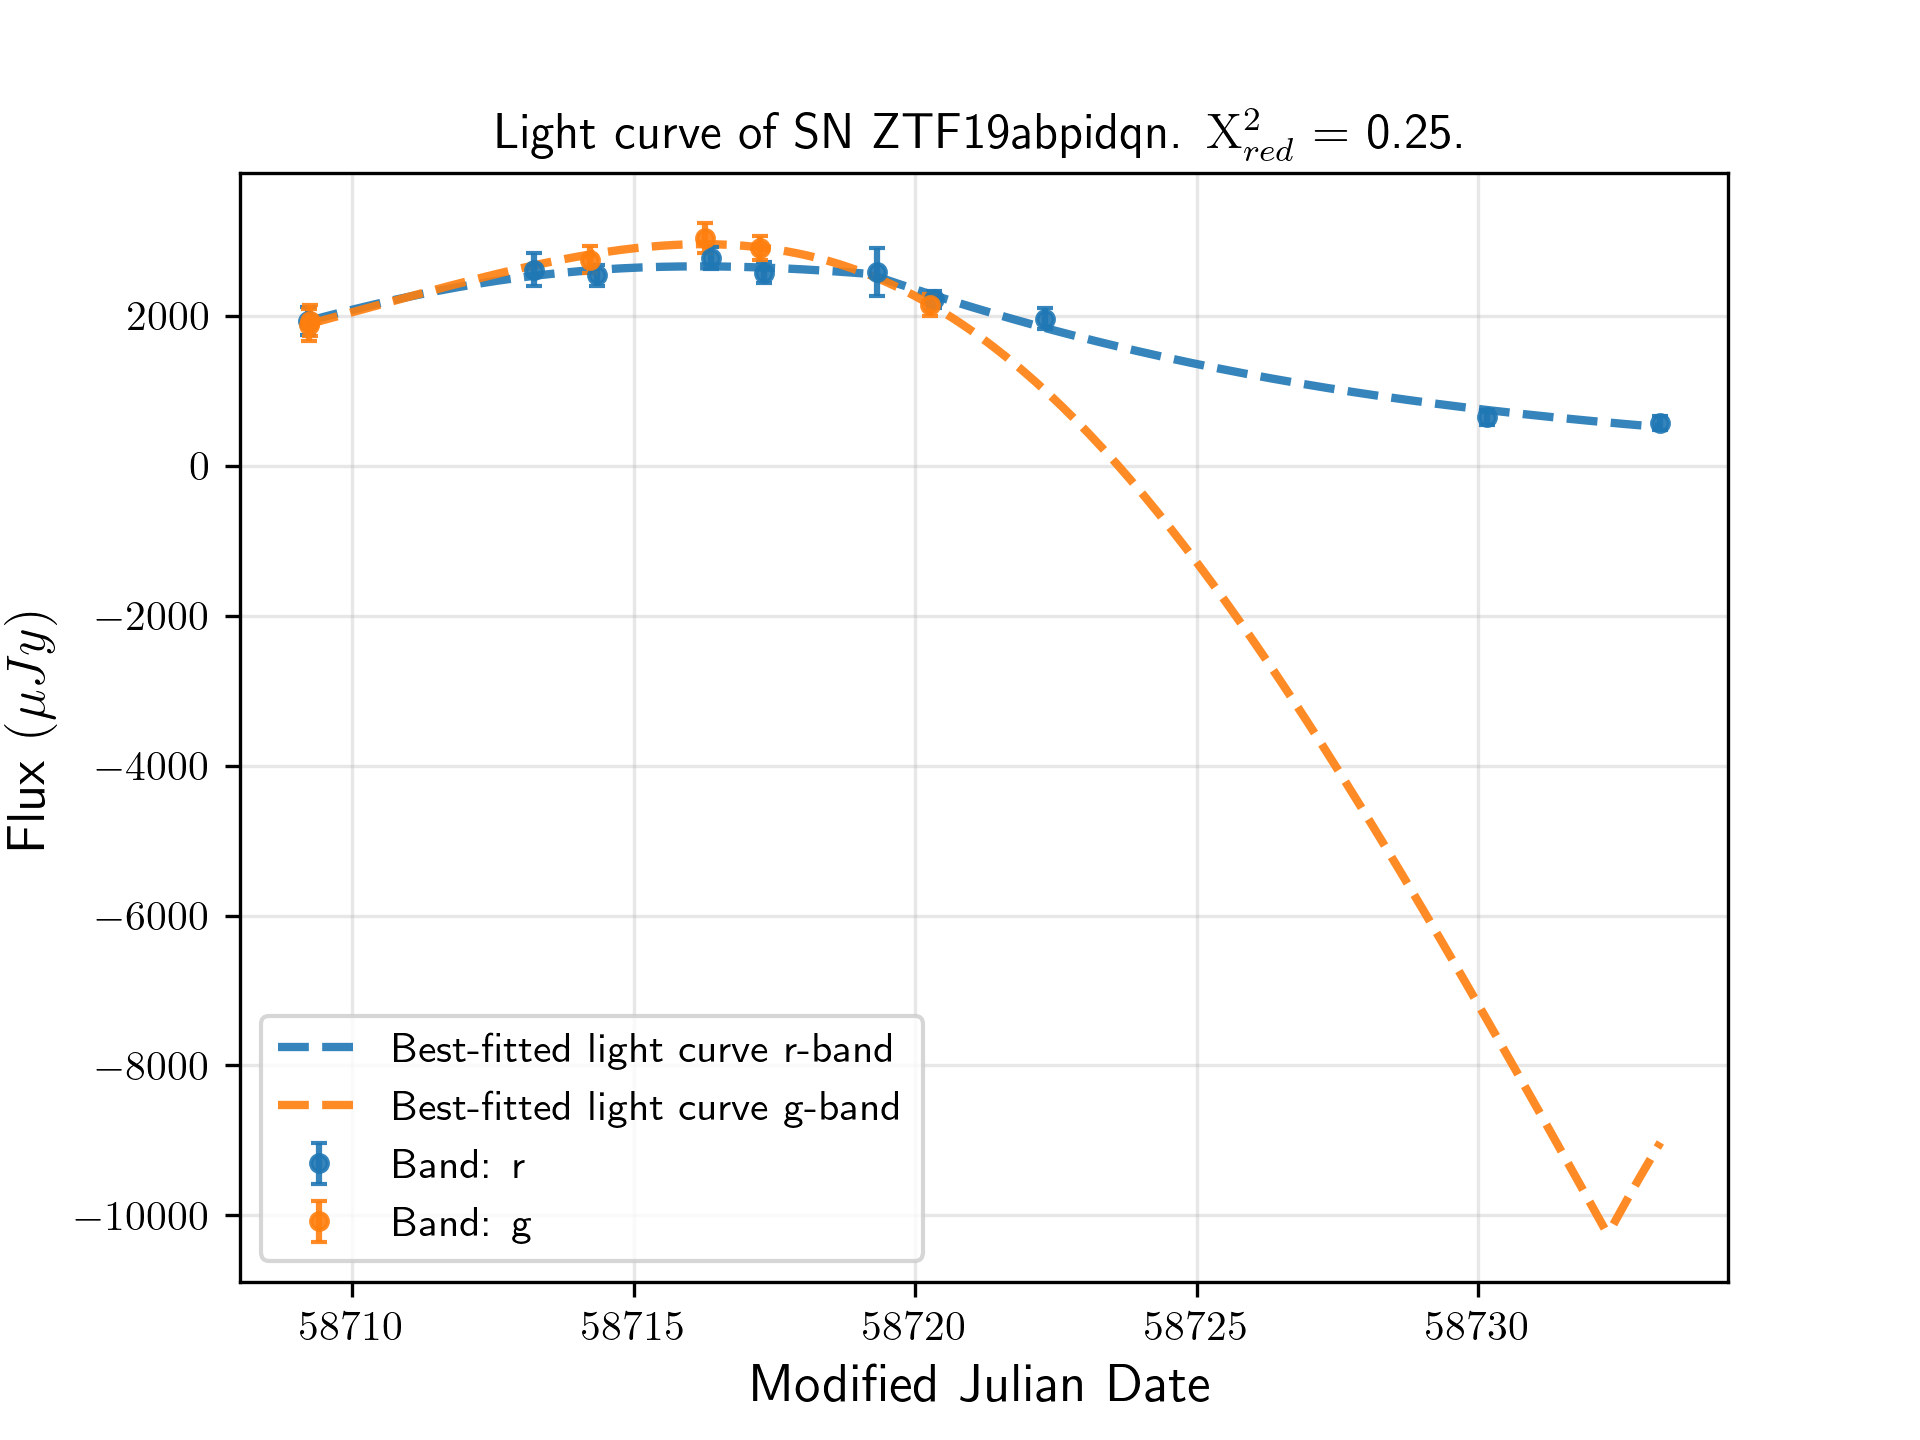 Light curve of SN ZTF19abpidqn. X²_red = 0.25.
Flux (μJy)
2000
0
−2000
−4000
−6000
−8000
−10000
Best-fitted light curve r-band
Best-fitted light curve g-band
Band: r
Band: g
58710 58715 58720 58725 58730
Modified Julian Date